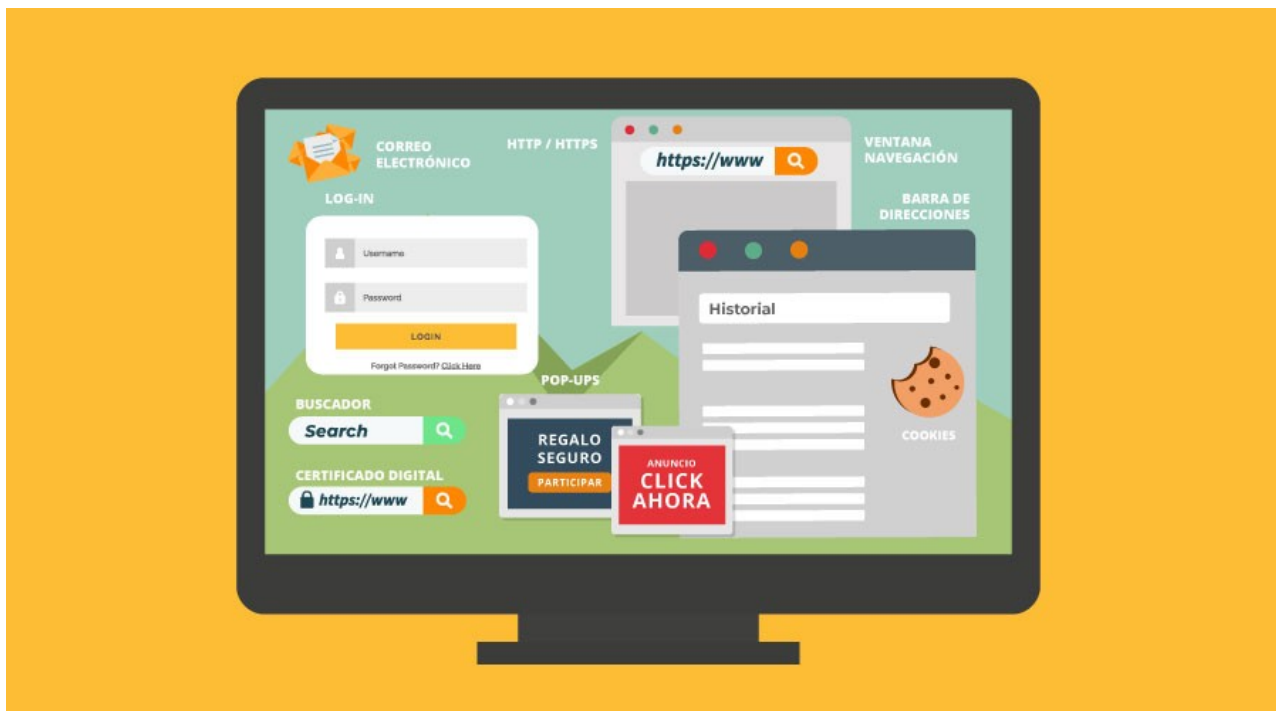 CORREO
ELECTRÓNICO
HTTP / HTTPS
https://www
VENTANA
NAVEGACIÓN
LOG-IN
BARRA DE
DIRECCIONES
Username
Password
LOGIN
Forgot Password? Click Here
Historial
COOKIES
POP-UPS
REGALO
SEGURO
PARTICIPAR
ANUNCIO
CLICK
AHORA
BUSCADOR
Search
CERTIFICADO DIGITAL
https://www